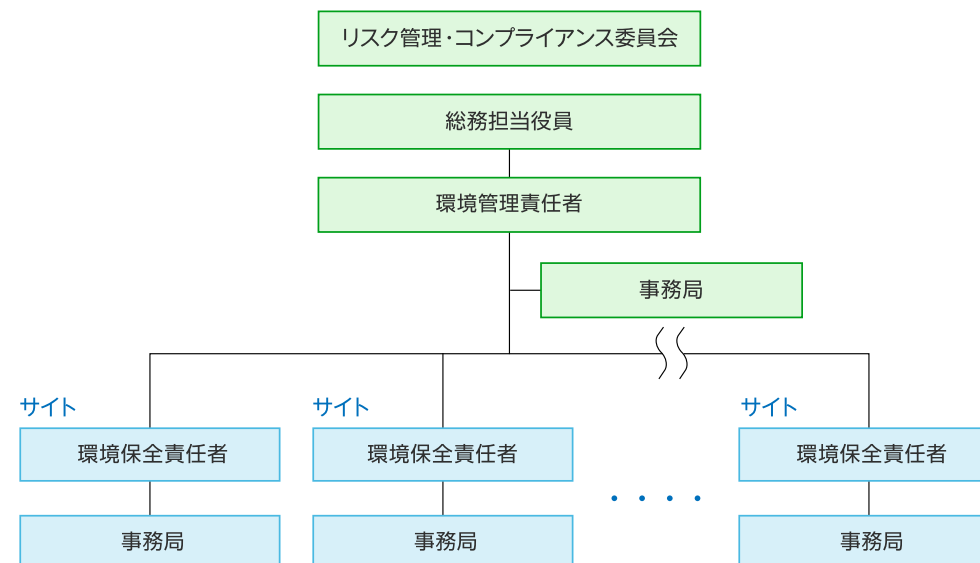 リスク管理・コンプライアンス委員会
総務担当役員
環境管理責任者
事務局
サイト
サイト
サイト
環境保全責任者
環境保全責任者
環境保全責任者
・・・・
事務局
事務局
事務局